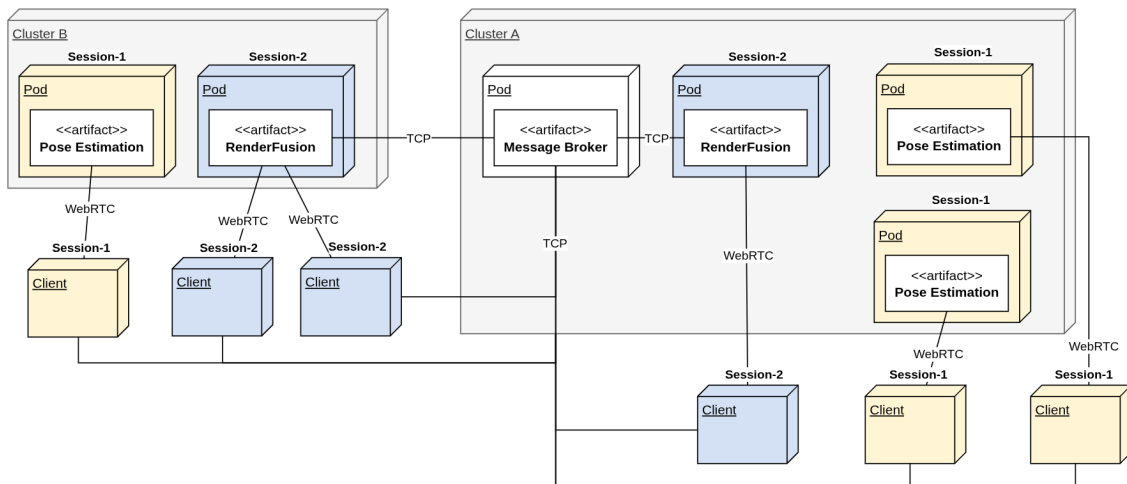 Cluster B
Session-1
Pod
<<artifact>>
Pose Estimation
Session-2
Pod
<<artifact>>
RenderFusion
TCP
Cluster A
Pod
<<artifact>>
Message Broker
TCP
Session-2
Pod
<<artifact>>
RenderFusion
Session-1
Pod
<<artifact>>
Pose Estimation
Session-1
Pod
<<artifact>>
Pose Estimation
WebRTC
WebRTC
WebRTC
TCP
WebRTC
WebRTC
WebRTC
Session-1
Client
Session-2
Client
Session-2
Client
Session-2
Client
Session-1
Client
Session-1
Client